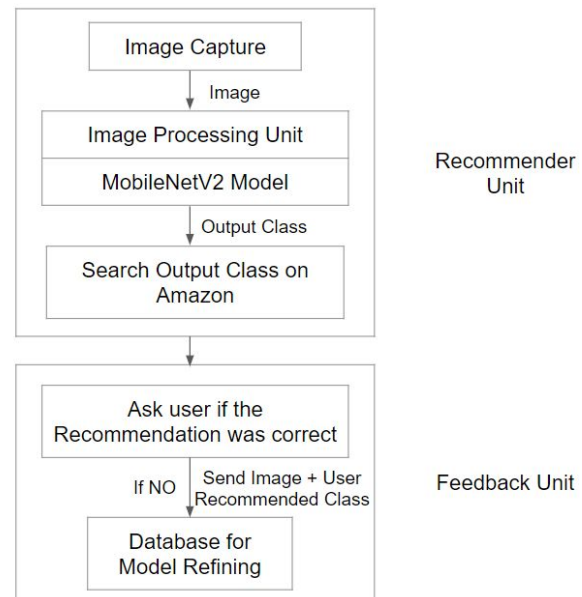 Image Capture
Image
Image Processing Unit
MobileNetV2 Model
Recommender
Unit
Output Class
Search Output Class on
Amazon
Ask user if the
Recommendation was correct
If NO
Send Image + User
Recommended Class
Feedback Unit
Database for
Model Refining